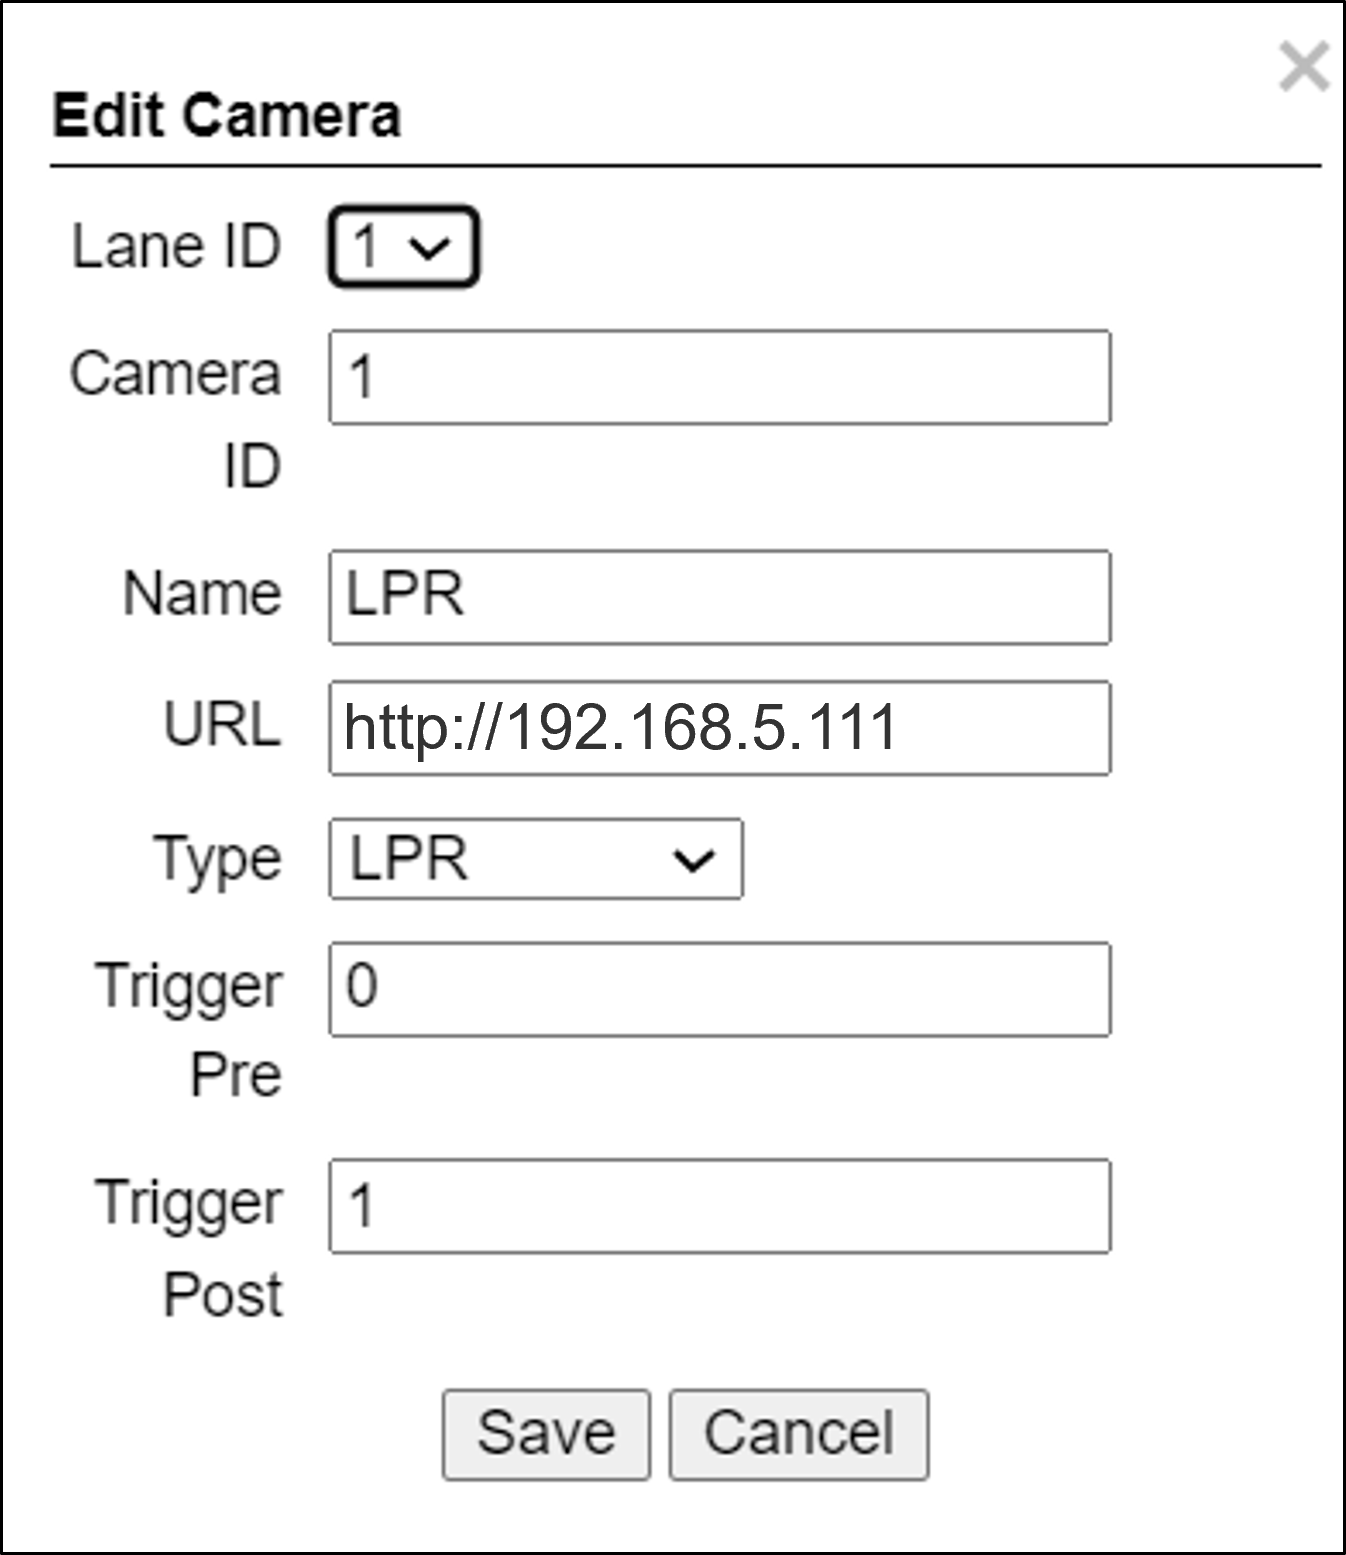 Edit Camera
Lane ID 1
Camera 1
ID
Name LPR
URL http://192.168.5.111
Type LPR
Trigger 0
Pre
Trigger 1
Post
Save Cancel